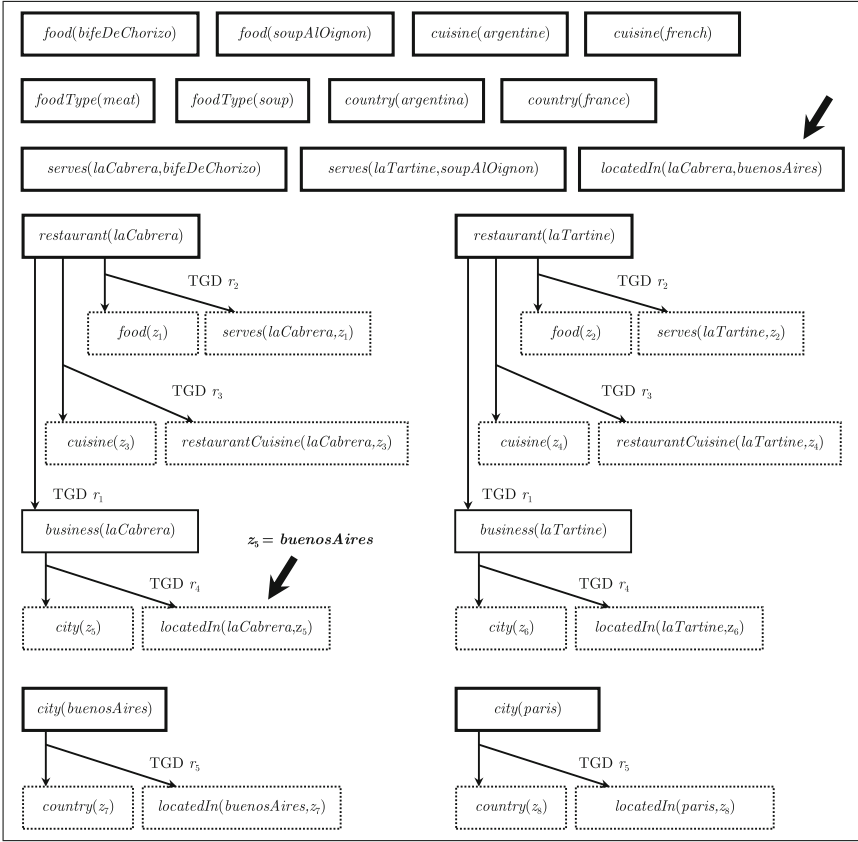 food(bifeDeChorizo) food(soupAlOignon) cuisine(argentine) cuisine(french)
foodType(meat) foodType(soup) country(argentina) country(france)
serves(laCabrera,bifeDeChorizo) serves(laTartine,soupAlOignon) locatedIn(laCabrera,buenosAires)
restaurant(laCabrera) restaurant(laTartine)
TGD r₂ TGD r₂
food(z₁) serves(laCabrera,z₁) food(z₂) serves(laTartine,z₂)
TGD r₃ TGD r₃
cuisine(z₃) restaurantCuisine(laCabrera,z₃) cuisine(z₄) restaurantCuisine(laTartine,z₄)
TGD r₁ TGD r₁
business(laCabrera) business(laTartine)
z₅ = buenosAires
TGD r₄ TGD r₄
city(z₅) locatedIn(laCabrera,z₅) city(z₆) locatedIn(laTartine,z₆)
city(buenosAires) city(paris)
TGD r₅ TGD r₅
country(z₇) locatedIn(buenosAires,z₇) country(z₈) locatedIn(paris,z₈)